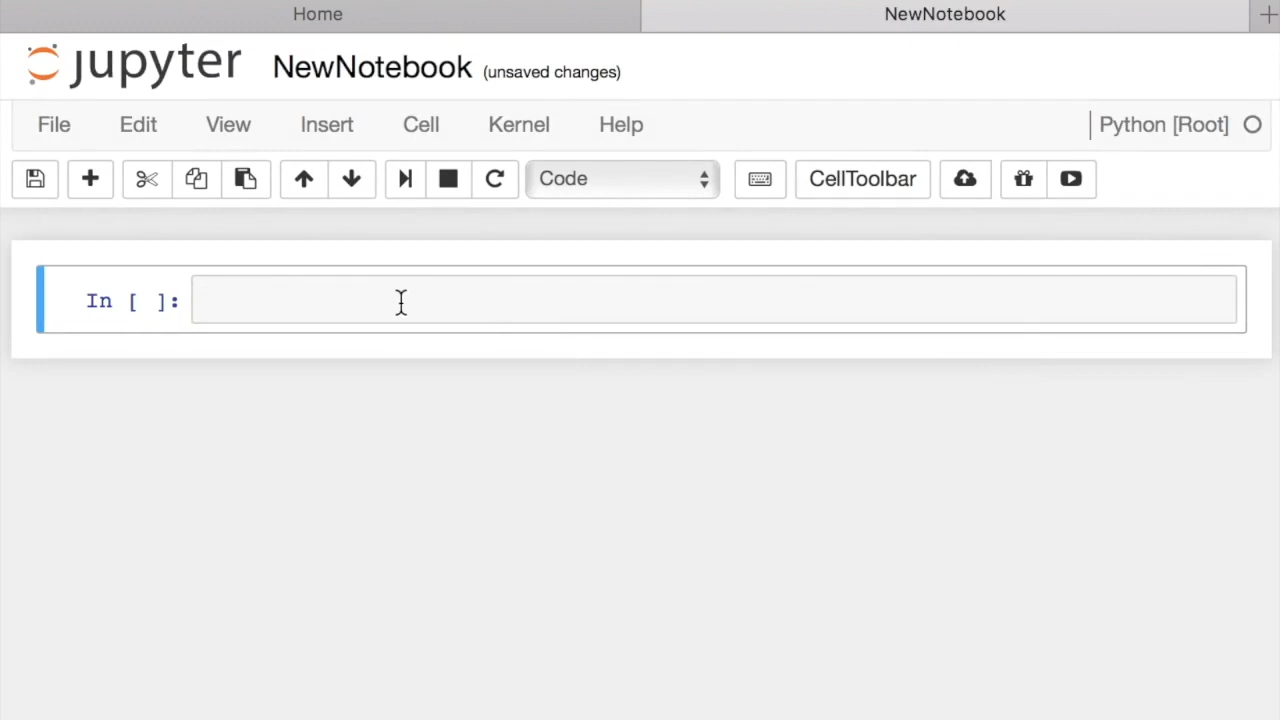 Home NewNotebook
jupyter NewNotebook (unsaved changes)
File Edit View Insert Cell Kernel Help Python [Root]
Code CellToolbar
In [ ]: